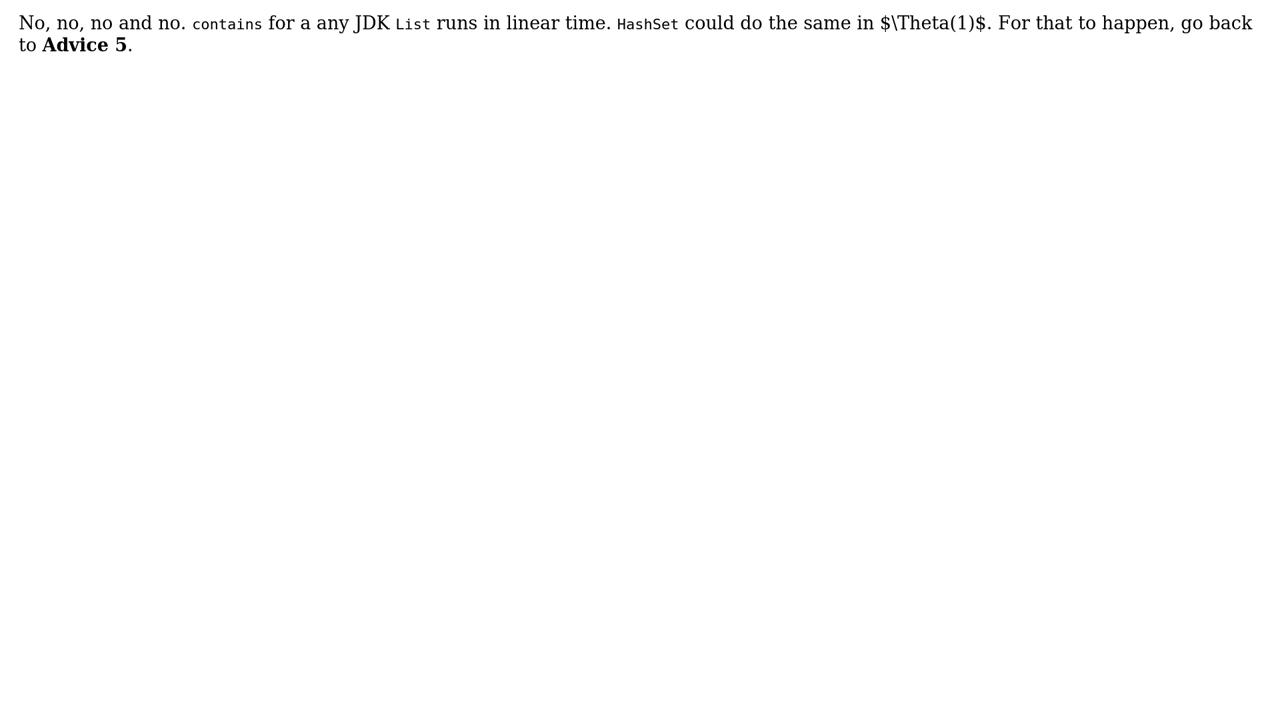 No, no, no and no. contains for a any JDK List runs in linear time. HashSet could do the same in $\Theta(1)$. For that to happen, go back
to Advice 5.